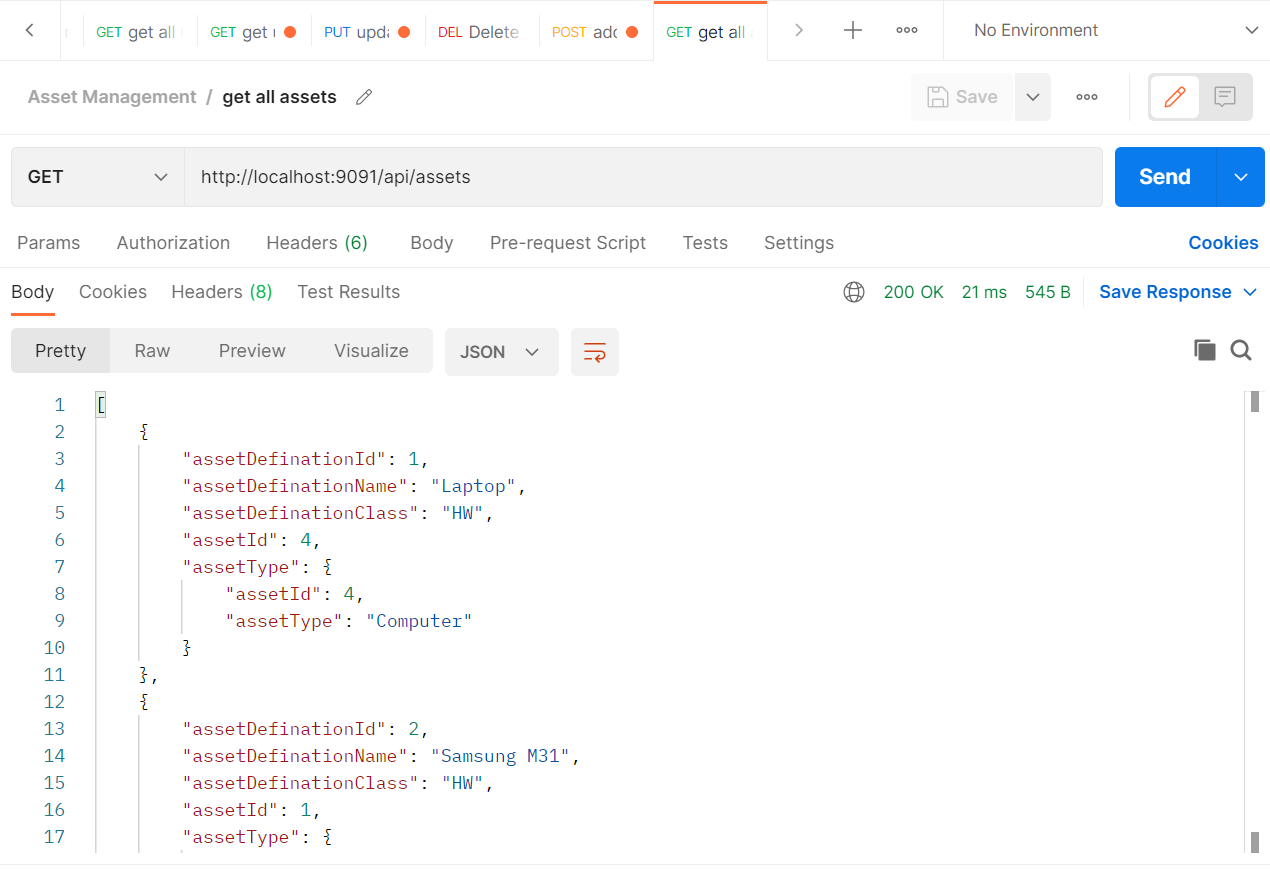 GET get all GET get PUT upda DEL Delete POST add GET get all No Environment
Asset Management / get all assets Save
GET http://localhost:9091/api/assets Send
Params Authorization Headers (6) Body Pre-request Script Tests Settings Cookies
Body Cookies Headers (8) Test Results 200 OK 21 ms 545 B Save Response
Pretty Raw Preview Visualize JSON
1 [
2 {
3 "assetDefinationId": 1,
4 "assetDefinationName": "Laptop",
5 "assetDefinationClass": "HW",
6 "assetId": 4,
7 "assetType": {
8 "assetId": 4,
9 "assetType": "Computer"
10 }
11 },
12 {
13 "assetDefinationId": 2,
14 "assetDefinationName": "Samsung M31",
15 "assetDefinationClass": "HW",
16 "assetId": 1,
17 "assetType": {